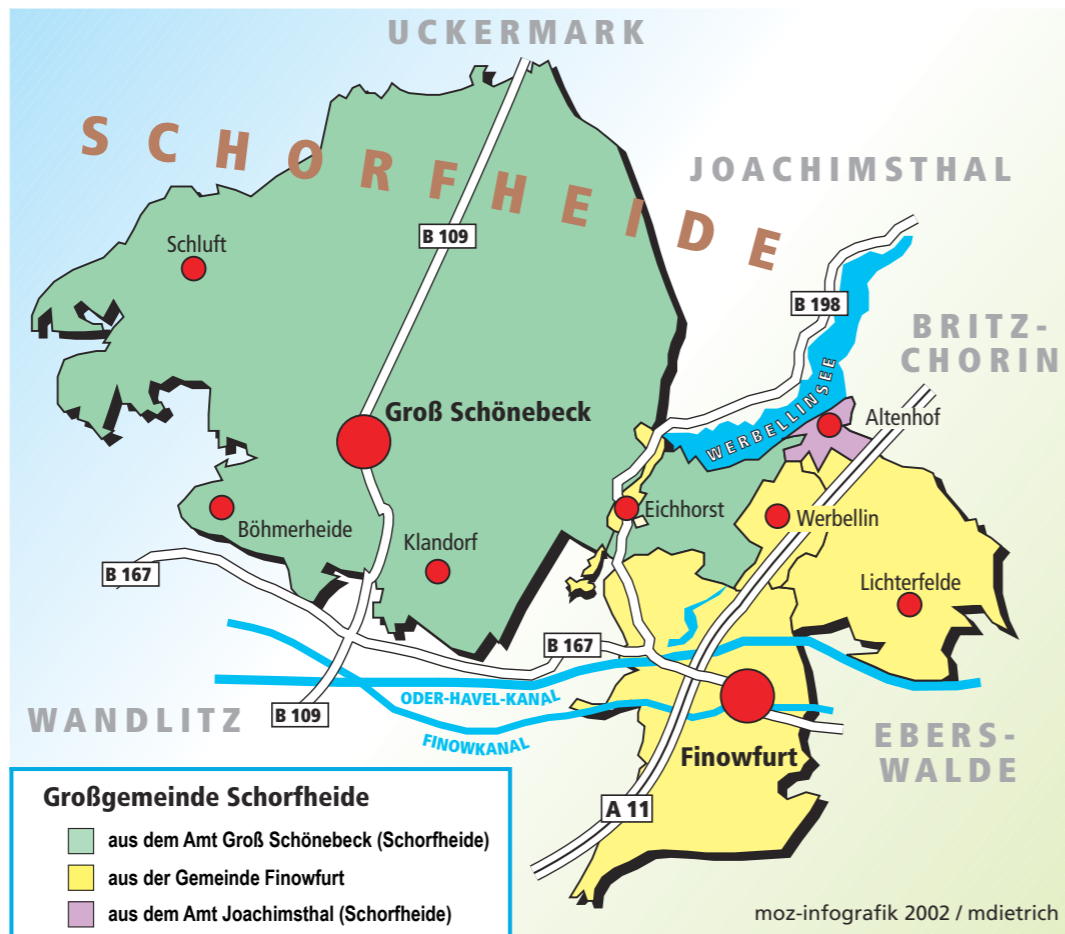 UCKERMARK
SCHORFHEIDE
JOACHIMSTHAL
Schluft
B 109
B 198
BRITZ-
CHORIN
WERBELLINSEE
Groß Schönebeck
Altenhof
Böhmerheide
Klandorf
Eichhorst
Werbellin
B 167
Lichterfelde
B 167
ODER-HAVEL-KANAL
WANDLITZ
B 109
FINOWKANAL
Finowfurt
EBERS-
WALDE
A 11
Großgemeinde Schorfheide
aus dem Amt Groß Schönebeck (Schorfheide)
aus der Gemeinde Finowfurt
aus dem Amt Joachimsthal (Schorfheide)
moz-infografik 2002 / mdietrich